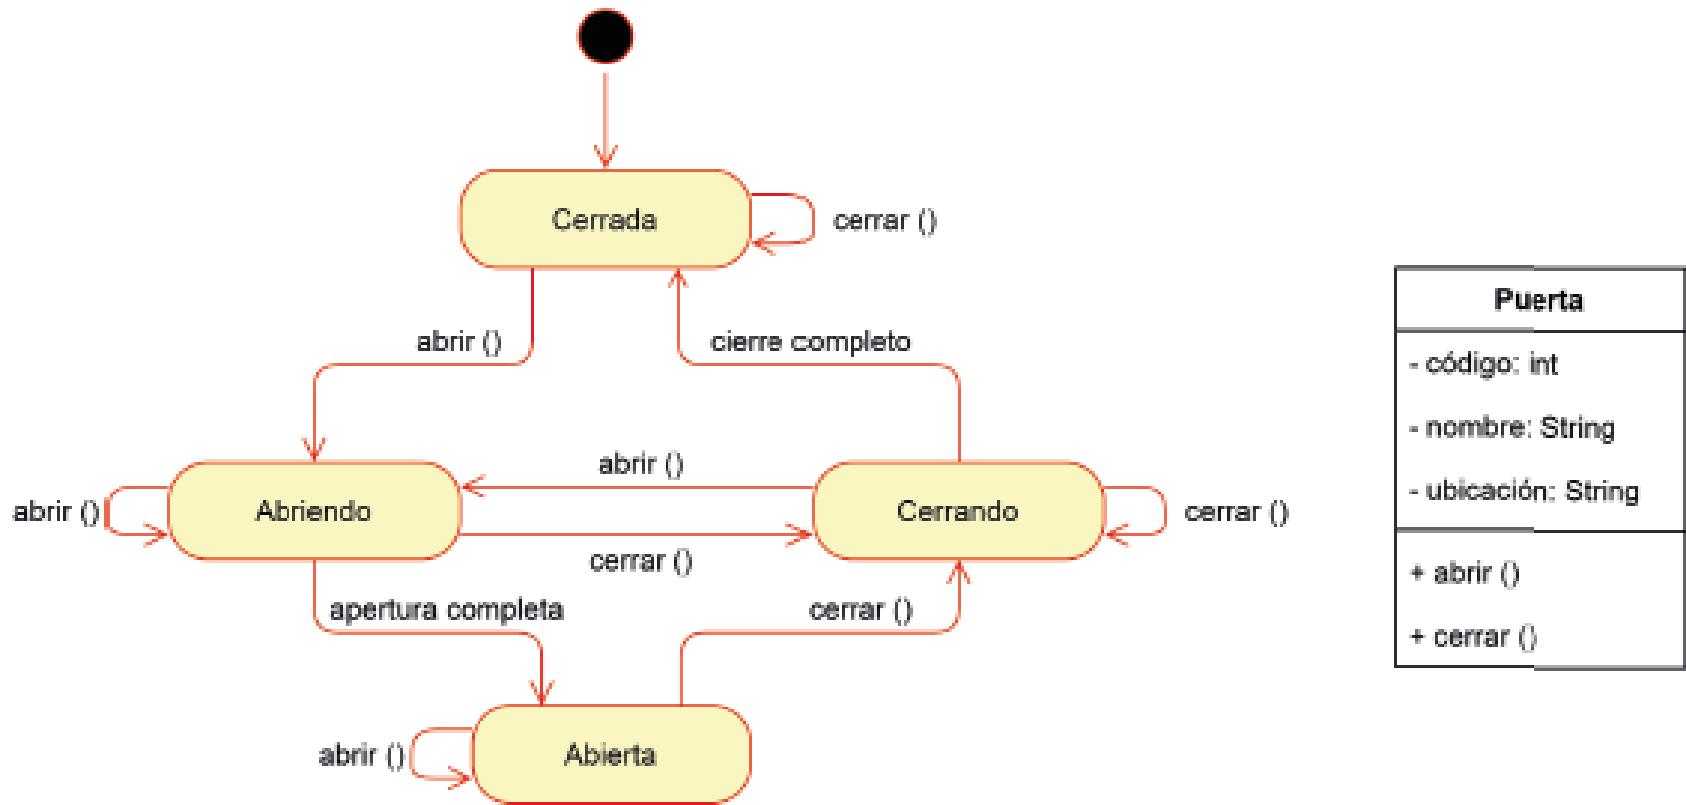 Cerrada
cerrar ()
abrir ()
cierre completo
Puerta
- código: int
- nombre: String
- ubicación: String
+ abrir ()
+ cerrar ()
abrir ()
Abriendo
abrir ()
cerrar ()
Cerrando
cerrar ()
apertura completa
cerrar ()
abrir ()
Abierta